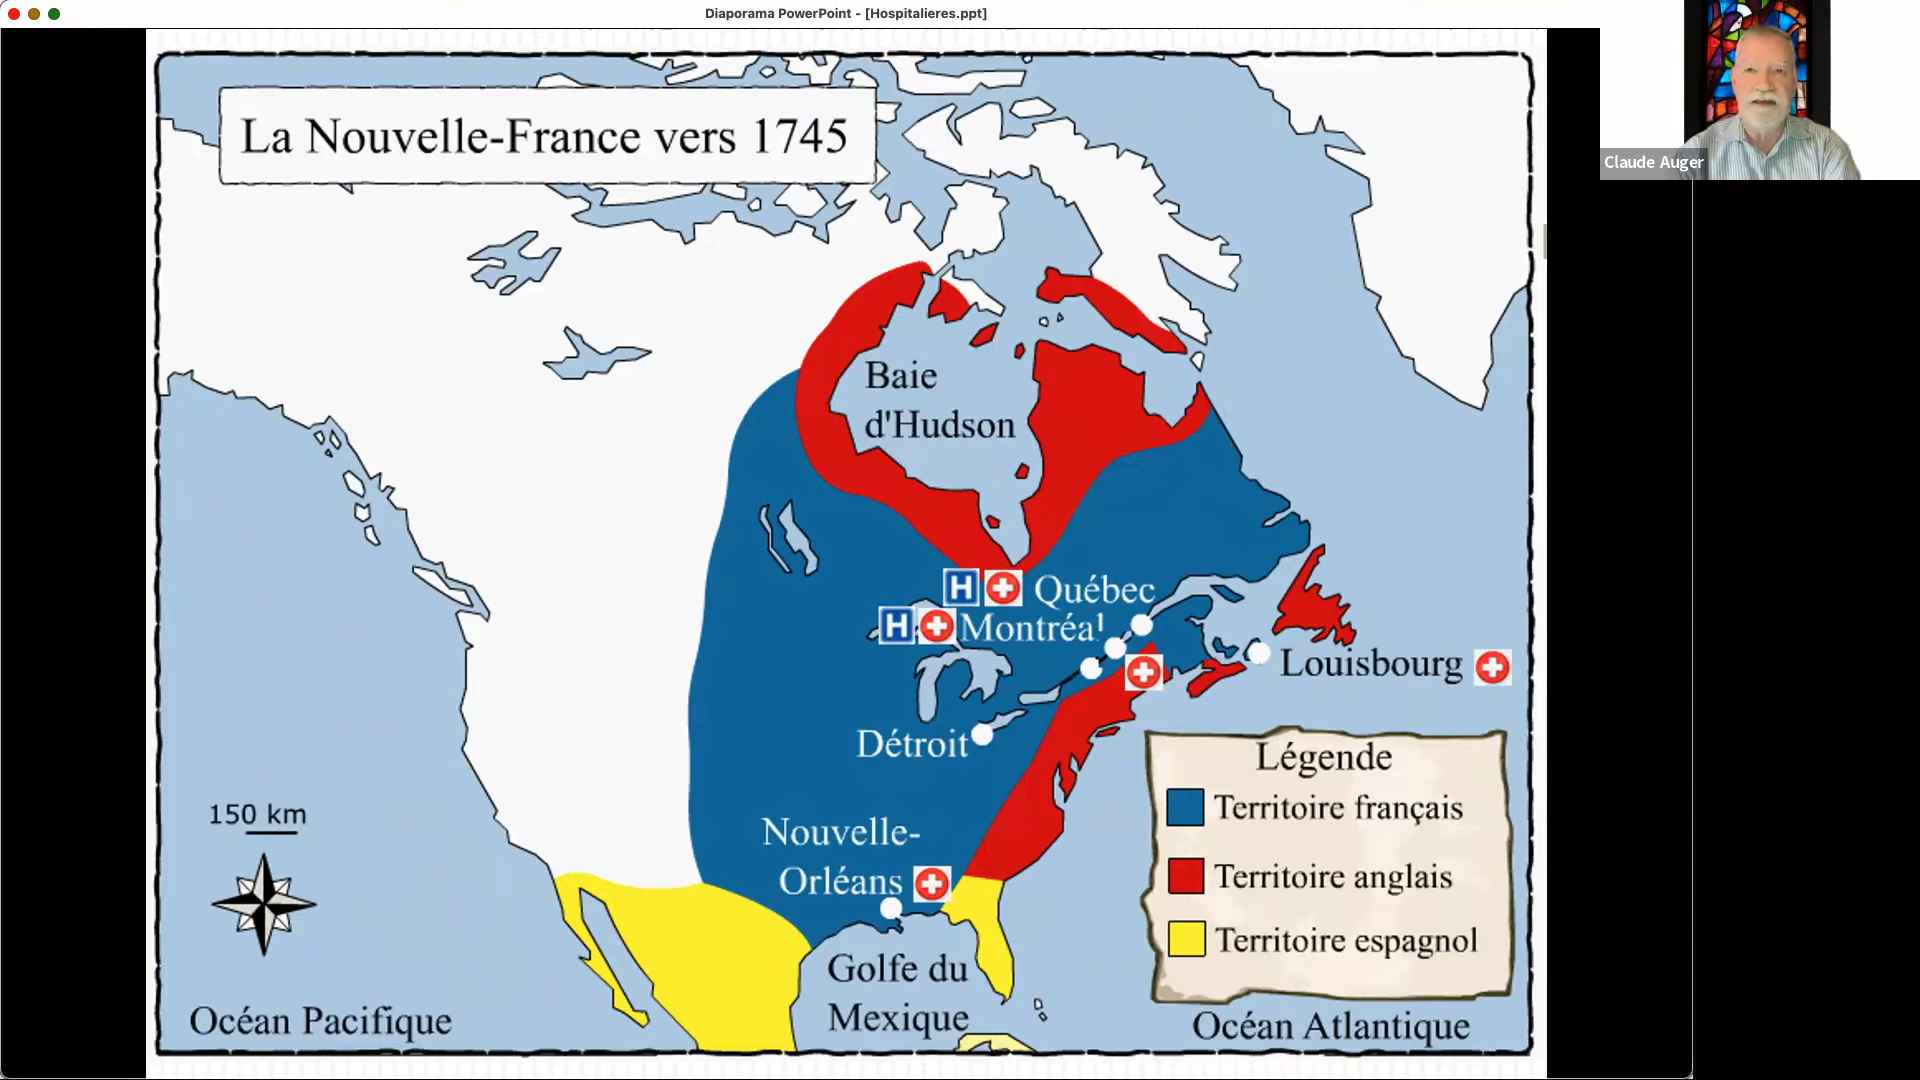 Diaporama PowerPoint - [Hospitalieres.ppt]
Claude Auger
La Nouvelle-France vers 1745
Baie
d'Hudson
H Québec
H Montréal
Louisbourg
Détroit
Nouvelle-
Orléans
Golfe du
Mexique
150 km
Océan Pacifique
Océan Atlantique
Légende
Territoire français
Territoire anglais
Territoire espagnol